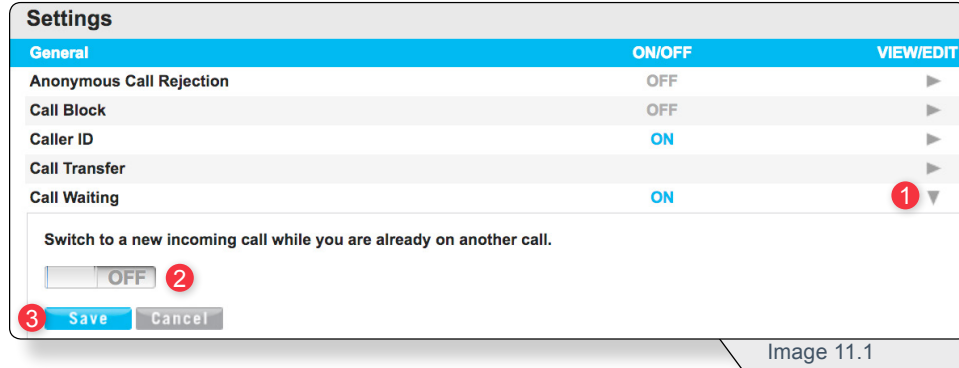 Settings
General ON/OFF VIEW/EDIT
Anonymous Call Rejection OFF
Call Block OFF
Caller ID ON
Call Transfer
Call Waiting ON 1
Switch to a new incoming call while you are already on another call.
OFF 2
3 Save Cancel
Image 11.1